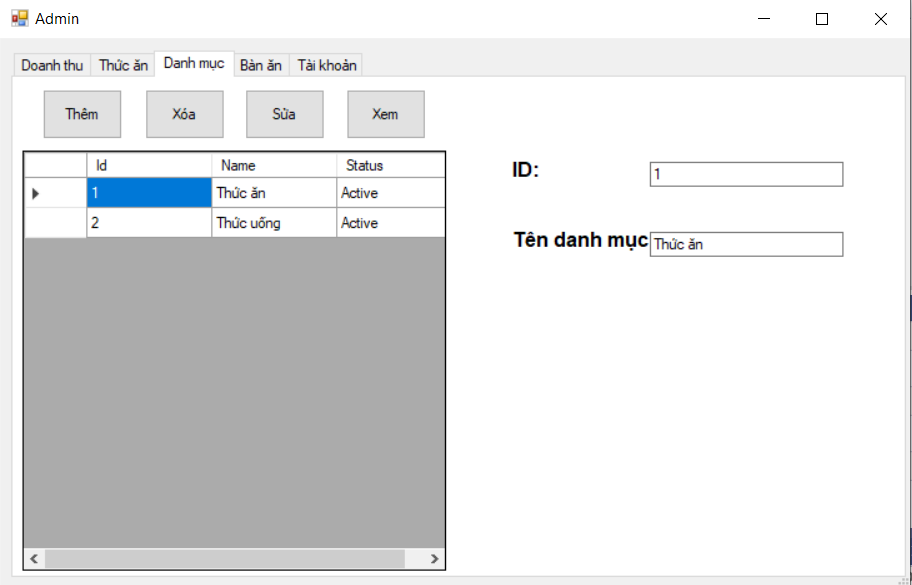 Admin
Doanh thu Thức ăn Danh mục Bàn ăn Tài khoản
Thêm Xóa Sửa Xem
Id Name Status
1 Thức ăn Active
2 Thức uống Active
ID: 1
Tên danh mục Thức ăn